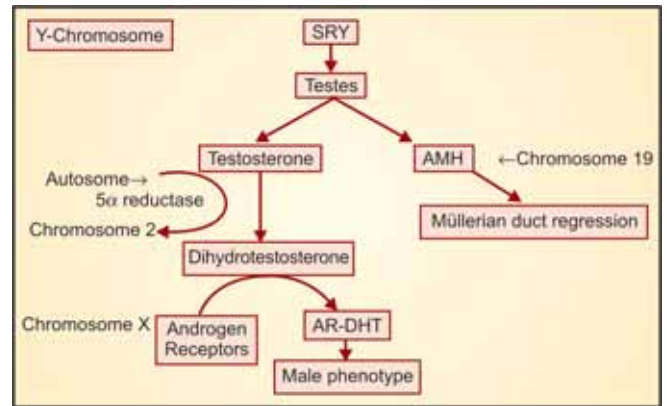 Y-Chromosome
SRY
Testes
Testosterone
AMH
←Chromosome 19
Autosome→
5α reductase
Chromosome 2
Müllerian duct regression
Dihydrotestosterone
Chromosome X
Androgen
Receptors
AR-DHT
Male phenotype